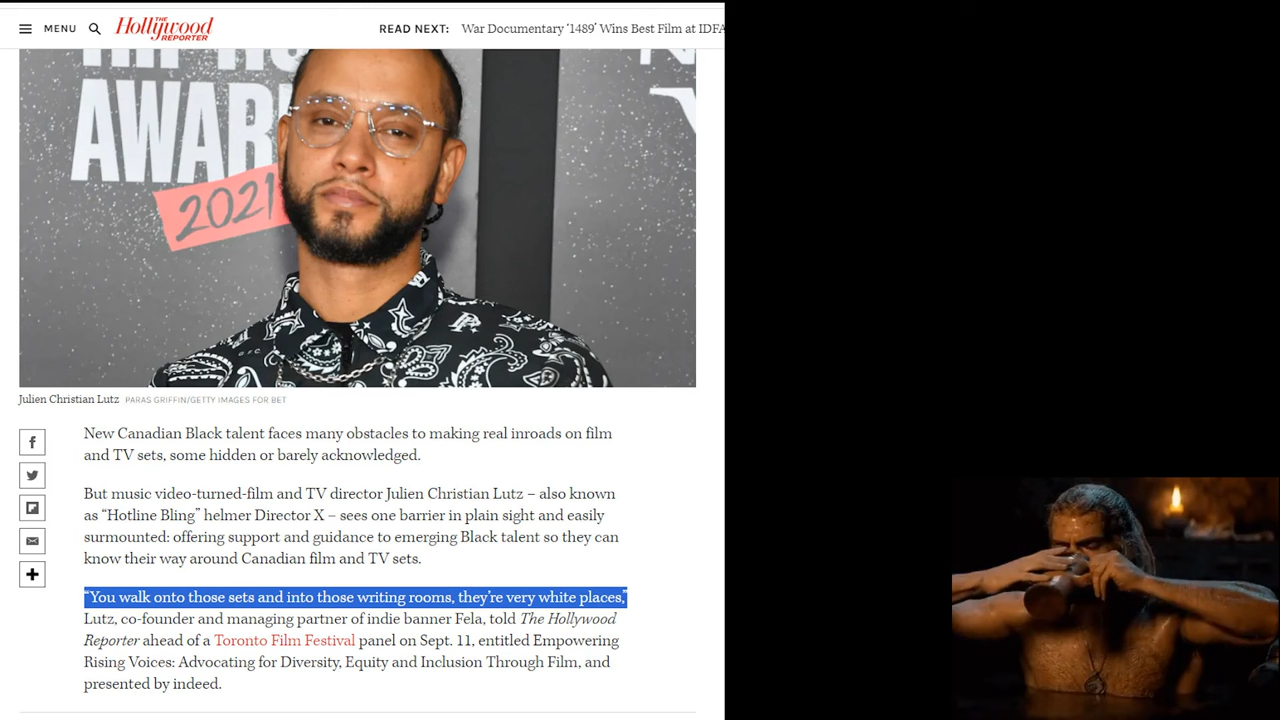 MENU
THE
Hollywood
REPORTER
READ NEXT: War Documentary ‘1489’ Wins Best Film at IDFA
AWAR
2021
Julien Christian Lutz PARAS GRIFFIN/GETTY IMAGES FOR BET
New Canadian Black talent faces many obstacles to making real inroads on film
and TV sets, some hidden or barely acknowledged.
But music video-turned-film and TV director Julien Christian Lutz – also known
as “Hotline Bling” helmer Director X – sees one barrier in plain sight and easily
surmounted: offering support and guidance to emerging Black talent so they can
know their way around Canadian film and TV sets.
“You walk onto those sets and into those writing rooms, they’re very white places,”
Lutz, co-founder and managing partner of indie banner Fela, told The Hollywood
Reporter ahead of a Toronto Film Festival panel on Sept. 11, entitled Empowering
Rising Voices: Advocating for Diversity, Equity and Inclusion Through Film, and
presented by indeed.